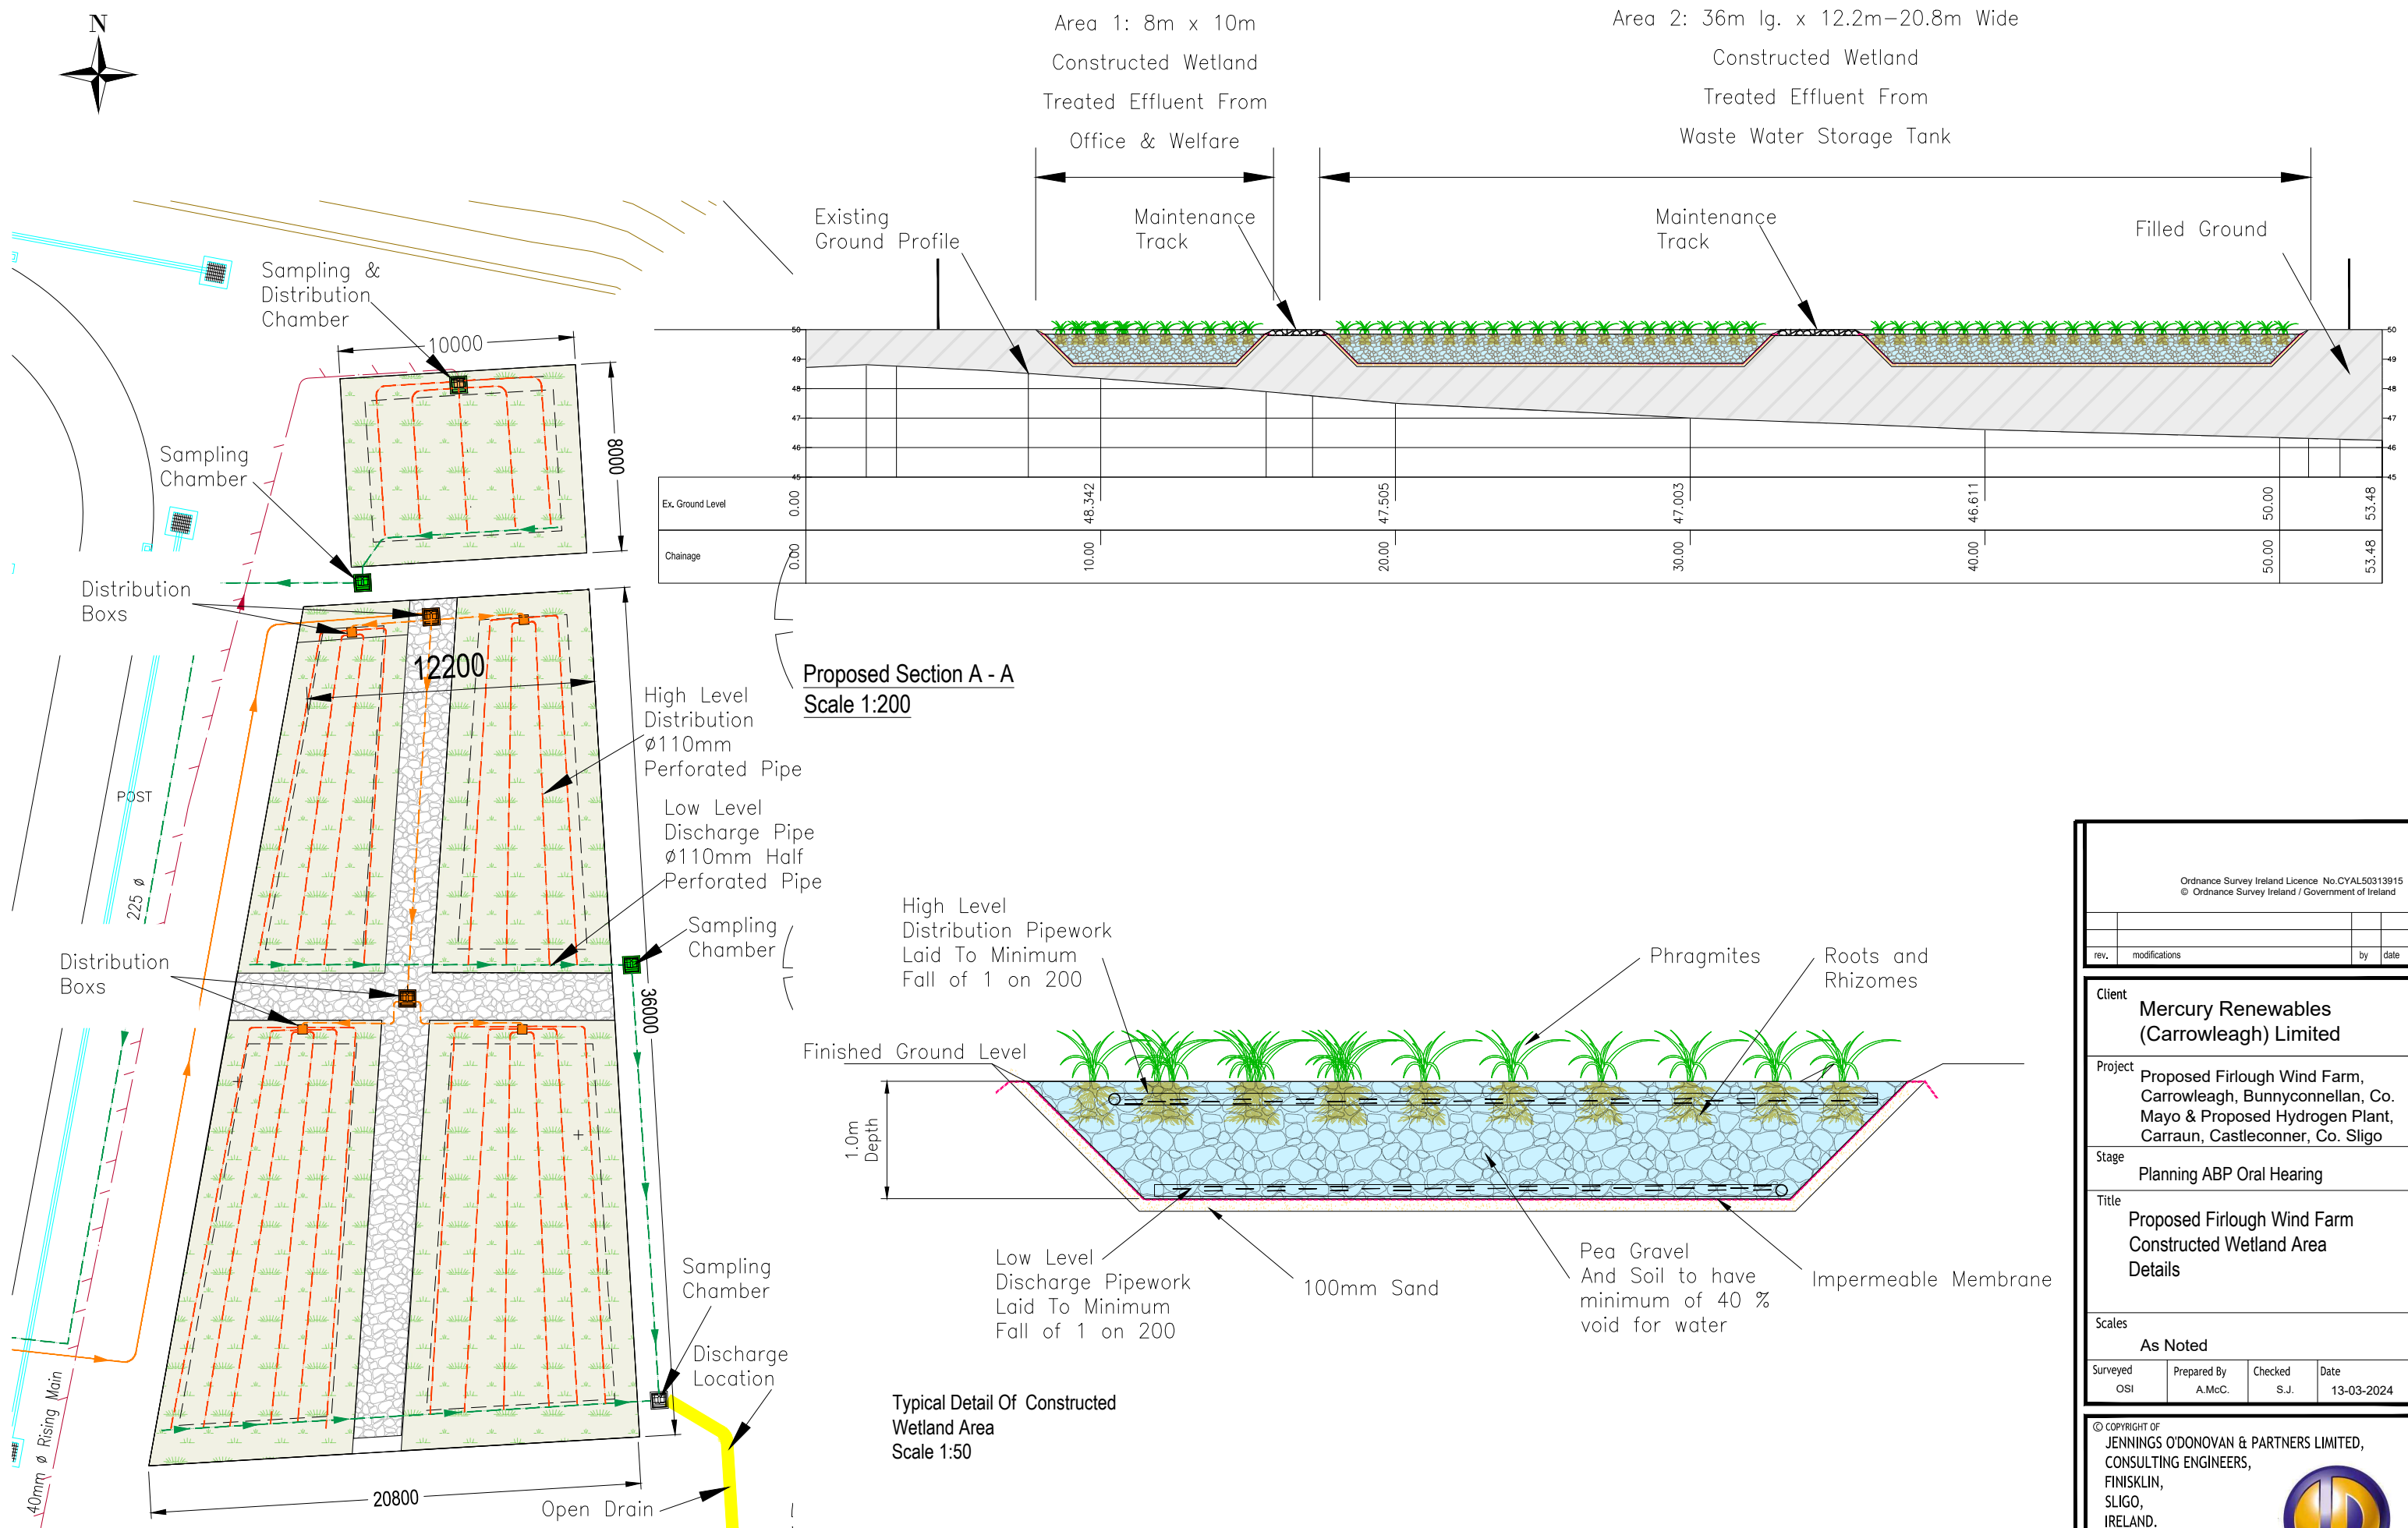 N
Area 1: 8m x 10m
Constructed Wetland
Treated Effluent From
Office & Welfare
Area 2: 36m lg. x 12.2m-20.8m Wide
Constructed Wetland
Treated Effluent From
Waste Water Storage Tank
Existing
Ground Profile
Maintenance
Track
Maintenance
Track
Filled Ground
50
49
48
47
46
45
50
49
48
47
46
45
Ex. Ground Level
0.00
48.342
47.505
47.003
46.611
50.00
53.48
Chainage
0.00
10.00
20.00
30.00
40.00
50.00
53.48
Proposed Section A - A
Scale 1:200
Sampling &
Distribution
Chamber
10000
8000
Sampling
Chamber
Distribution
Boxs
12200
High Level
Distribution
ø110mm
Perforated Pipe
Low Level
Discharge Pipe
ø110mm Half
Perforated Pipe
POST
225 ø
Sampling
Chamber
Distribution
Boxs
36000
Sampling
Chamber
Discharge
Location
20800
Open Drain
40mm ø Rising Main
High Level
Distribution Pipework
Laid To Minimum
Fall of 1 on 200
Phragmites
Roots and
Rhizomes
Finished Ground Level
1.0m
Depth
Low Level
Discharge Pipework
Laid To Minimum
Fall of 1 on 200
100mm Sand
Pea Gravel
And Soil to have
minimum of 40 %
void for water
Impermeable Membrane
Typical Detail Of Constructed
Wetland Area
Scale 1:50
Ordnance Survey Ireland Licence No.CYAL50313915
© Ordnance Survey Ireland / Government of Ireland
rev. modifications by date
Client
Mercury Renewables
(Carrowleagh) Limited
Project
Proposed Firlough Wind Farm,
Carrowleagh, Bunnyconnellan, Co.
Mayo & Proposed Hydrogen Plant,
Carraun, Castleconner, Co. Sligo
Stage
Planning ABP Oral Hearing
Title
Proposed Firlough Wind Farm
Constructed Wetland Area
Details
Scales
As Noted
Surveyed Prepared By Checked Date
OSI A.McC. S.J. 13-03-2024
© COPYRIGHT OF
JENNINGS O'DONOVAN & PARTNERS LIMITED,
CONSULTING ENGINEERS,
FINISKLIN,
SLIGO,
IRELAND.